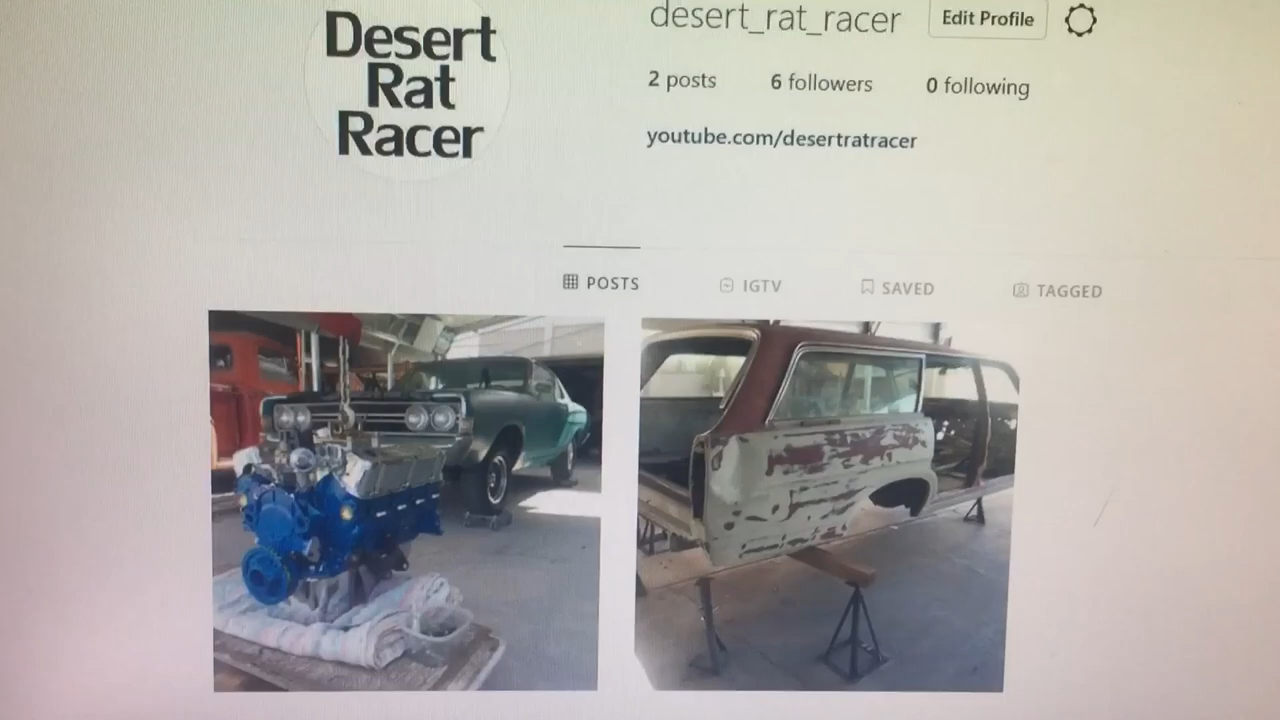 Desert
Rat
Racer
desert_rat_racer Edit Profile
2 posts 6 followers 0 following
youtube.com/desertratracer
POSTS IGTV SAVED TAGGED